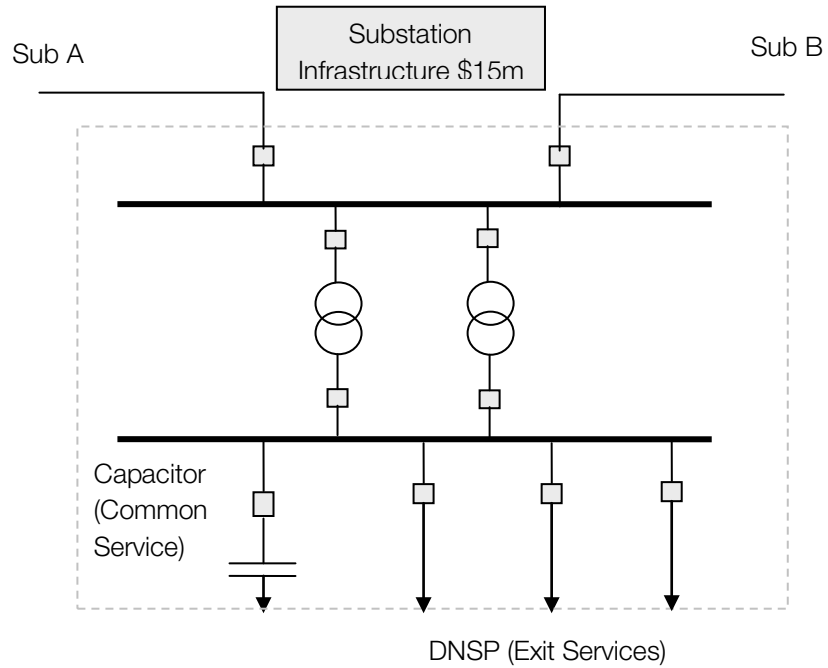 Sub A
Substation
Infrastructure $15m
Sub B
Capacitor
(Common
Service)
DNSP (Exit Services)